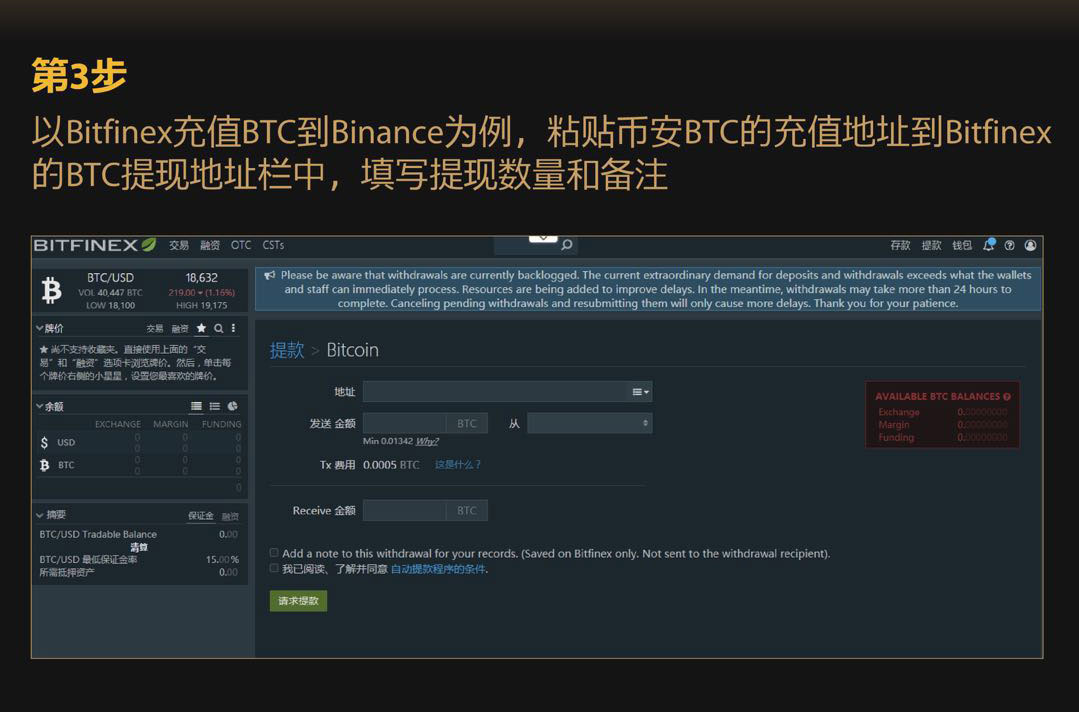 第3步
以Bitfinex充值BTC到Binance为例，粘贴币安BTC的充值地址到Bitfinex
的BTC提现地址栏中，填写提现数量和备注
BITFINEX 交易 融资 OTC CSTs 存款 提款 钱包
BTC/USD 18,632
VOL 40,447 BTC 219.00 (1.16%)
LOW 18,100 HIGH 19,175
Please be aware that withdrawals are currently backlogged. The current extraordinary demand for deposits and withdrawals exceeds what the wallets
and staff can immediately process. Resources are being added to improve delays. In the meantime, withdrawals may take more than 24 hours to
complete. Canceling pending withdrawals and resubmitting them will only cause more delays. Thank you for your patience.
牌价 交易 融资
尚不支持收藏夹。直接使用上面的“交
易”和“融资”选项卡浏览牌价。然后，单击每
个牌价右侧的小星星，设置您最喜欢的牌价。
余额
EXCHANGE MARGIN FUNDING
0 0 0
$ USD
0 0 0
0 0 0
BTC
0 0 0
0
摘要 保证金 融资
BTC/USD Tradable Balance 0.00
清算
BTC/USD 最低保证金率 15.00%
所需抵押资产 0.00
提款 > Bitcoin
地址
发送 金额 BTC 从
Min 0.01342 Why?
Tx 费用 0.0005 BTC 这是什么？
Receive 金额 BTC
Add a note to this withdrawal for your records. (Saved on Bitfinex only. Not sent to the withdrawal recipient).
我已阅读、了解并同意 自动提款程序的条件.
请求提款
AVAILABLE BTC BALANCES
Exchange 0.00000000
Margin 0.00000000
Funding 0.00000000